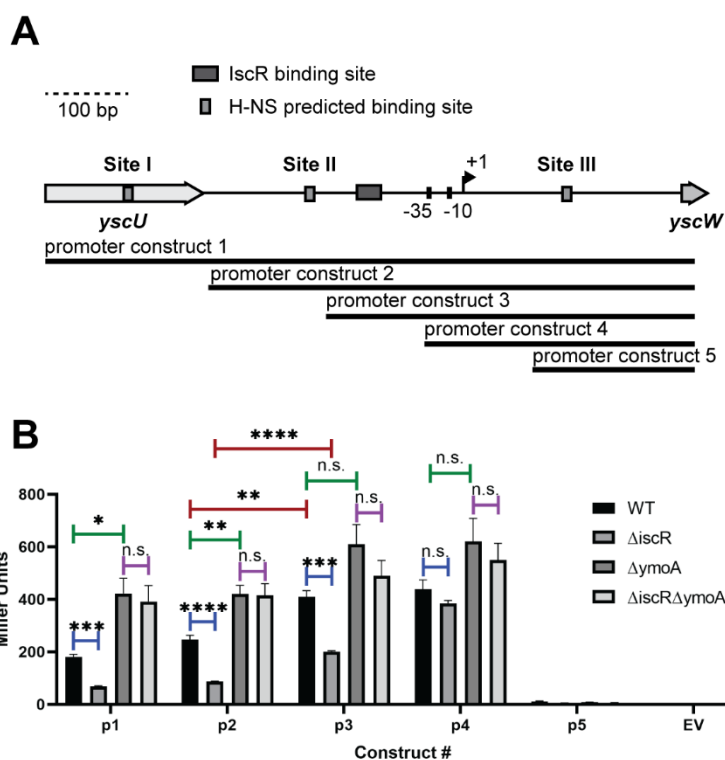 A
IscR binding site
100 bp
H-NS predicted binding site
Site I Site II +1 Site III
-35 -10
yscU yscW
promoter construct 1
promoter construct 2
promoter construct 3
promoter construct 4
promoter construct 5
B
****
n.s. n.s.
** n.s. n.s.
800
* ** WT
n.s. n.s. *** n.s. ΔiscR
600
ΔymoA
*** **** ΔiscRΔymoA
400
200
0
Miller Units
p1 p2 p3 p4 p5 EV
Construct #